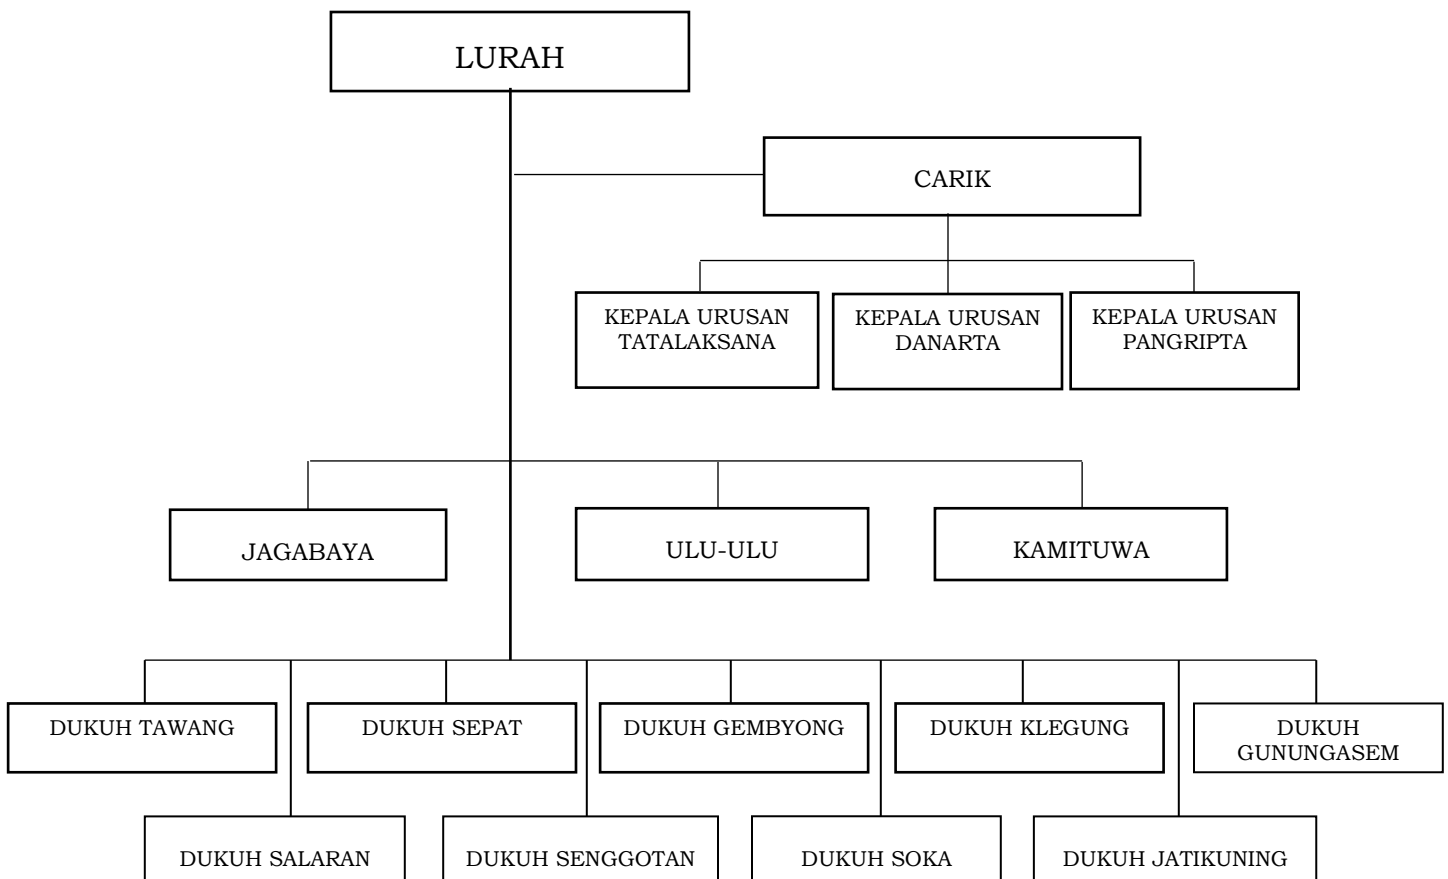 LURAH
CARIK
KEPALA URUSAN
TATALAKSANA
KEPALA URUSAN
DANARTA
KEPALA URUSAN
PANGRIPTA
JAGABAYA
ULU-ULU
KAMITUWA
DUKUH TAWANG
DUKUH SEPAT
DUKUH GEMBYONG
DUKUH KLEGUNG
DUKUH
GUNUNGASEM
DUKUH SALARAN
DUKUH SENGGOTAN
DUKUH SOKA
DUKUH JATIKUNING